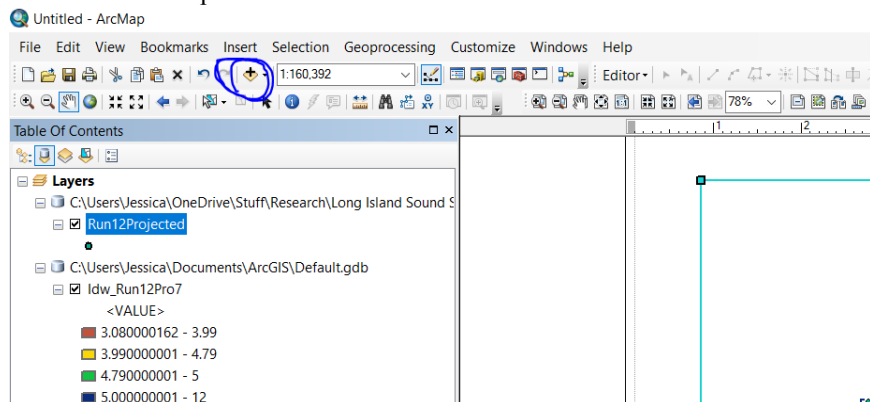 Untitled - ArcMap
File Edit View Bookmarks Insert Selection Geoprocessing Customize Windows Help
1:160,392 Editor
78%
Table Of Contents
1 2
Layers
C:\Users\Jessica\OneDrive\Stuff\Research\Long Island Sound S
Run12Projected
C:\Users\Jessica\Documents\ArcGIS\Default.gdb
Idw_Run12Pro7
<VALUE>
3.080000162 - 3.99
3.990000001 - 4.79
4.790000001 - 5
5.000000001 - 12